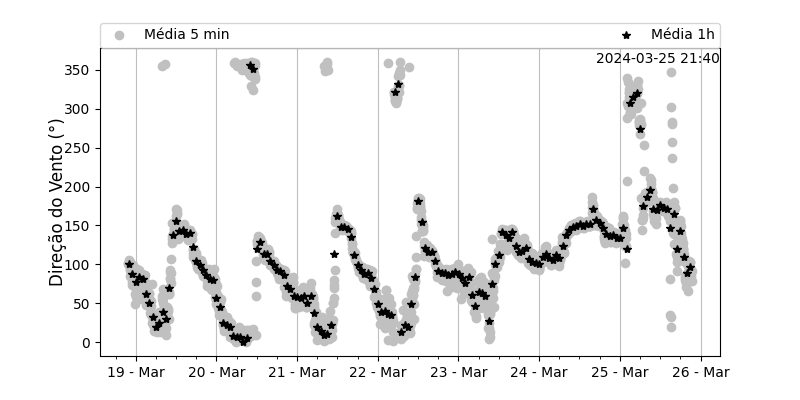 Média 5 min
Média 1h
2024-03-25 21:40
Direção do Vento (°)
350
300
250
200
150
100
50
0
19 - Mar
20 - Mar
21 - Mar
22 - Mar
23 - Mar
24 - Mar
25 - Mar
26 - Mar